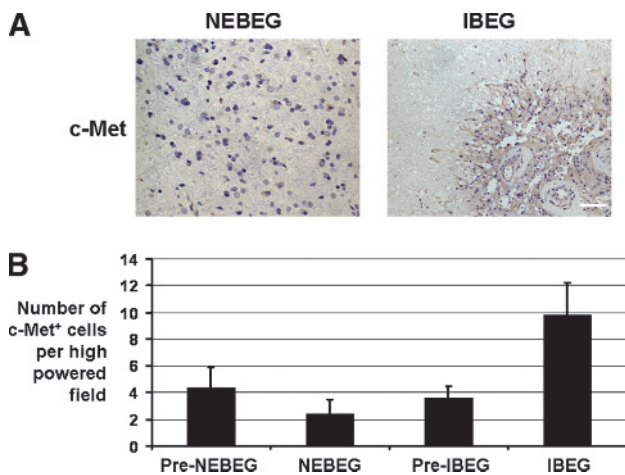 A
NEBEG
IBEG
c-Met
B
Number of
c-Met⁺ cells
per high
powered
field
14
12
10
8
6
4
2
0
Pre-NEBEG
NEBEG
Pre-IBEG
IBEG